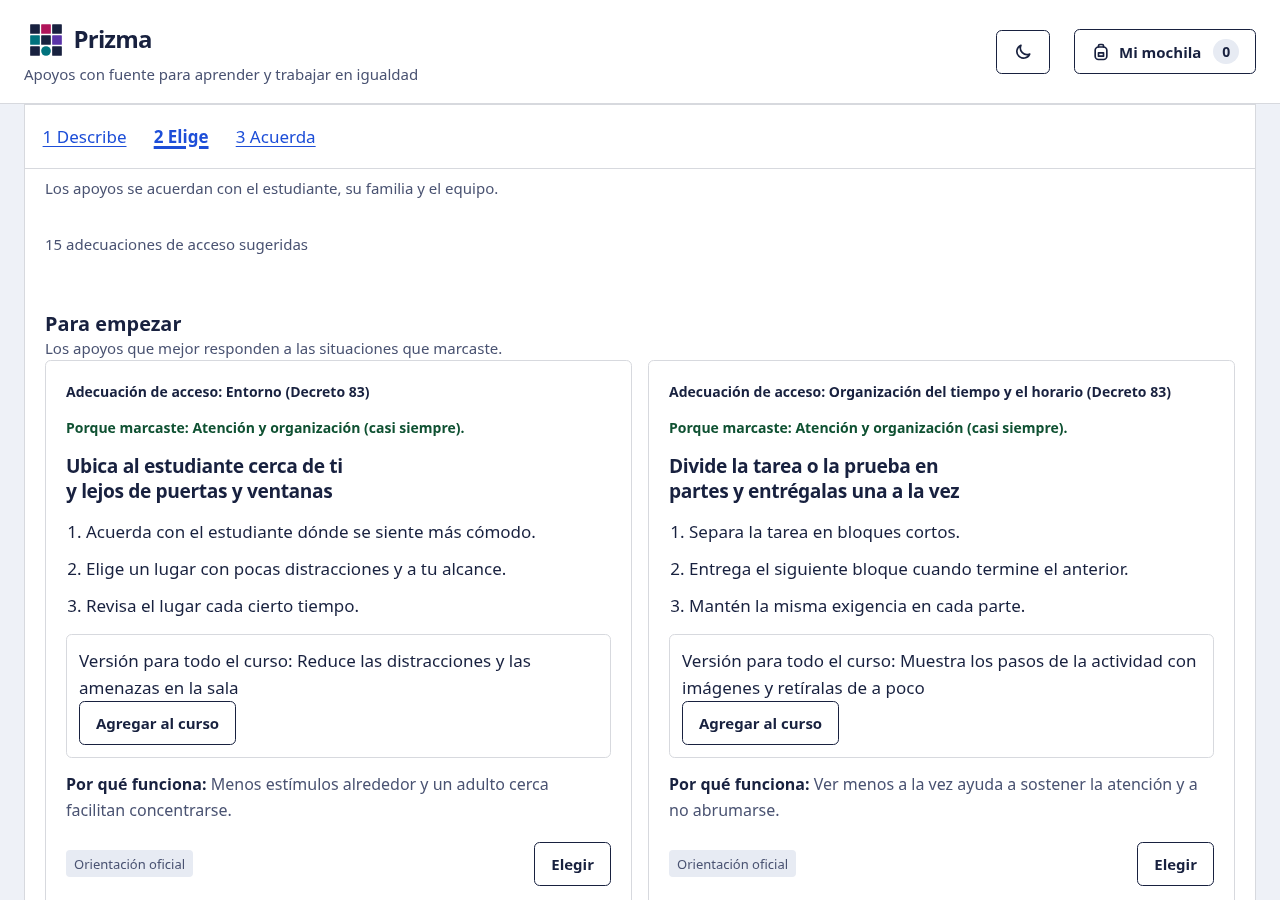 Prizma
Apoyos con fuente para aprender y trabajar en igualdad
Mi mochila 0
1 Describe 2 Elige 3 Acuerda
Los apoyos se acuerdan con el estudiante, su familia y el equipo.
15 adecuaciones de acceso sugeridas
Para empezar
Los apoyos que mejor responden a las situaciones que marcaste.
Adecuación de acceso: Entorno (Decreto 83)
Porque marcaste: Atención y organización (casi siempre).
Ubica al estudiante cerca de ti
y lejos de puertas y ventanas
1. Acuerda con el estudiante dónde se siente más cómodo.
2. Elige un lugar con pocas distracciones y a tu alcance.
3. Revisa el lugar cada cierto tiempo.
Versión para todo el curso: Reduce las distracciones y las
amenazas en la sala
Agregar al curso
Por qué funciona: Menos estímulos alrededor y un adulto cerca
facilitan concentrarse.
Orientación oficial
Elegir
Adecuación de acceso: Organización del tiempo y el horario (Decreto 83)
Porque marcaste: Atención y organización (casi siempre).
Divide la tarea o la prueba en
partes y entrégalas una a la vez
1. Separa la tarea en bloques cortos.
2. Entrega el siguiente bloque cuando termine el anterior.
3. Mantén la misma exigencia en cada parte.
Versión para todo el curso: Muestra los pasos de la actividad con
imágenes y retíralas de a poco
Agregar al curso
Por qué funciona: Ver menos a la vez ayuda a sostener la atención y a
no abrumarse.
Orientación oficial
Elegir